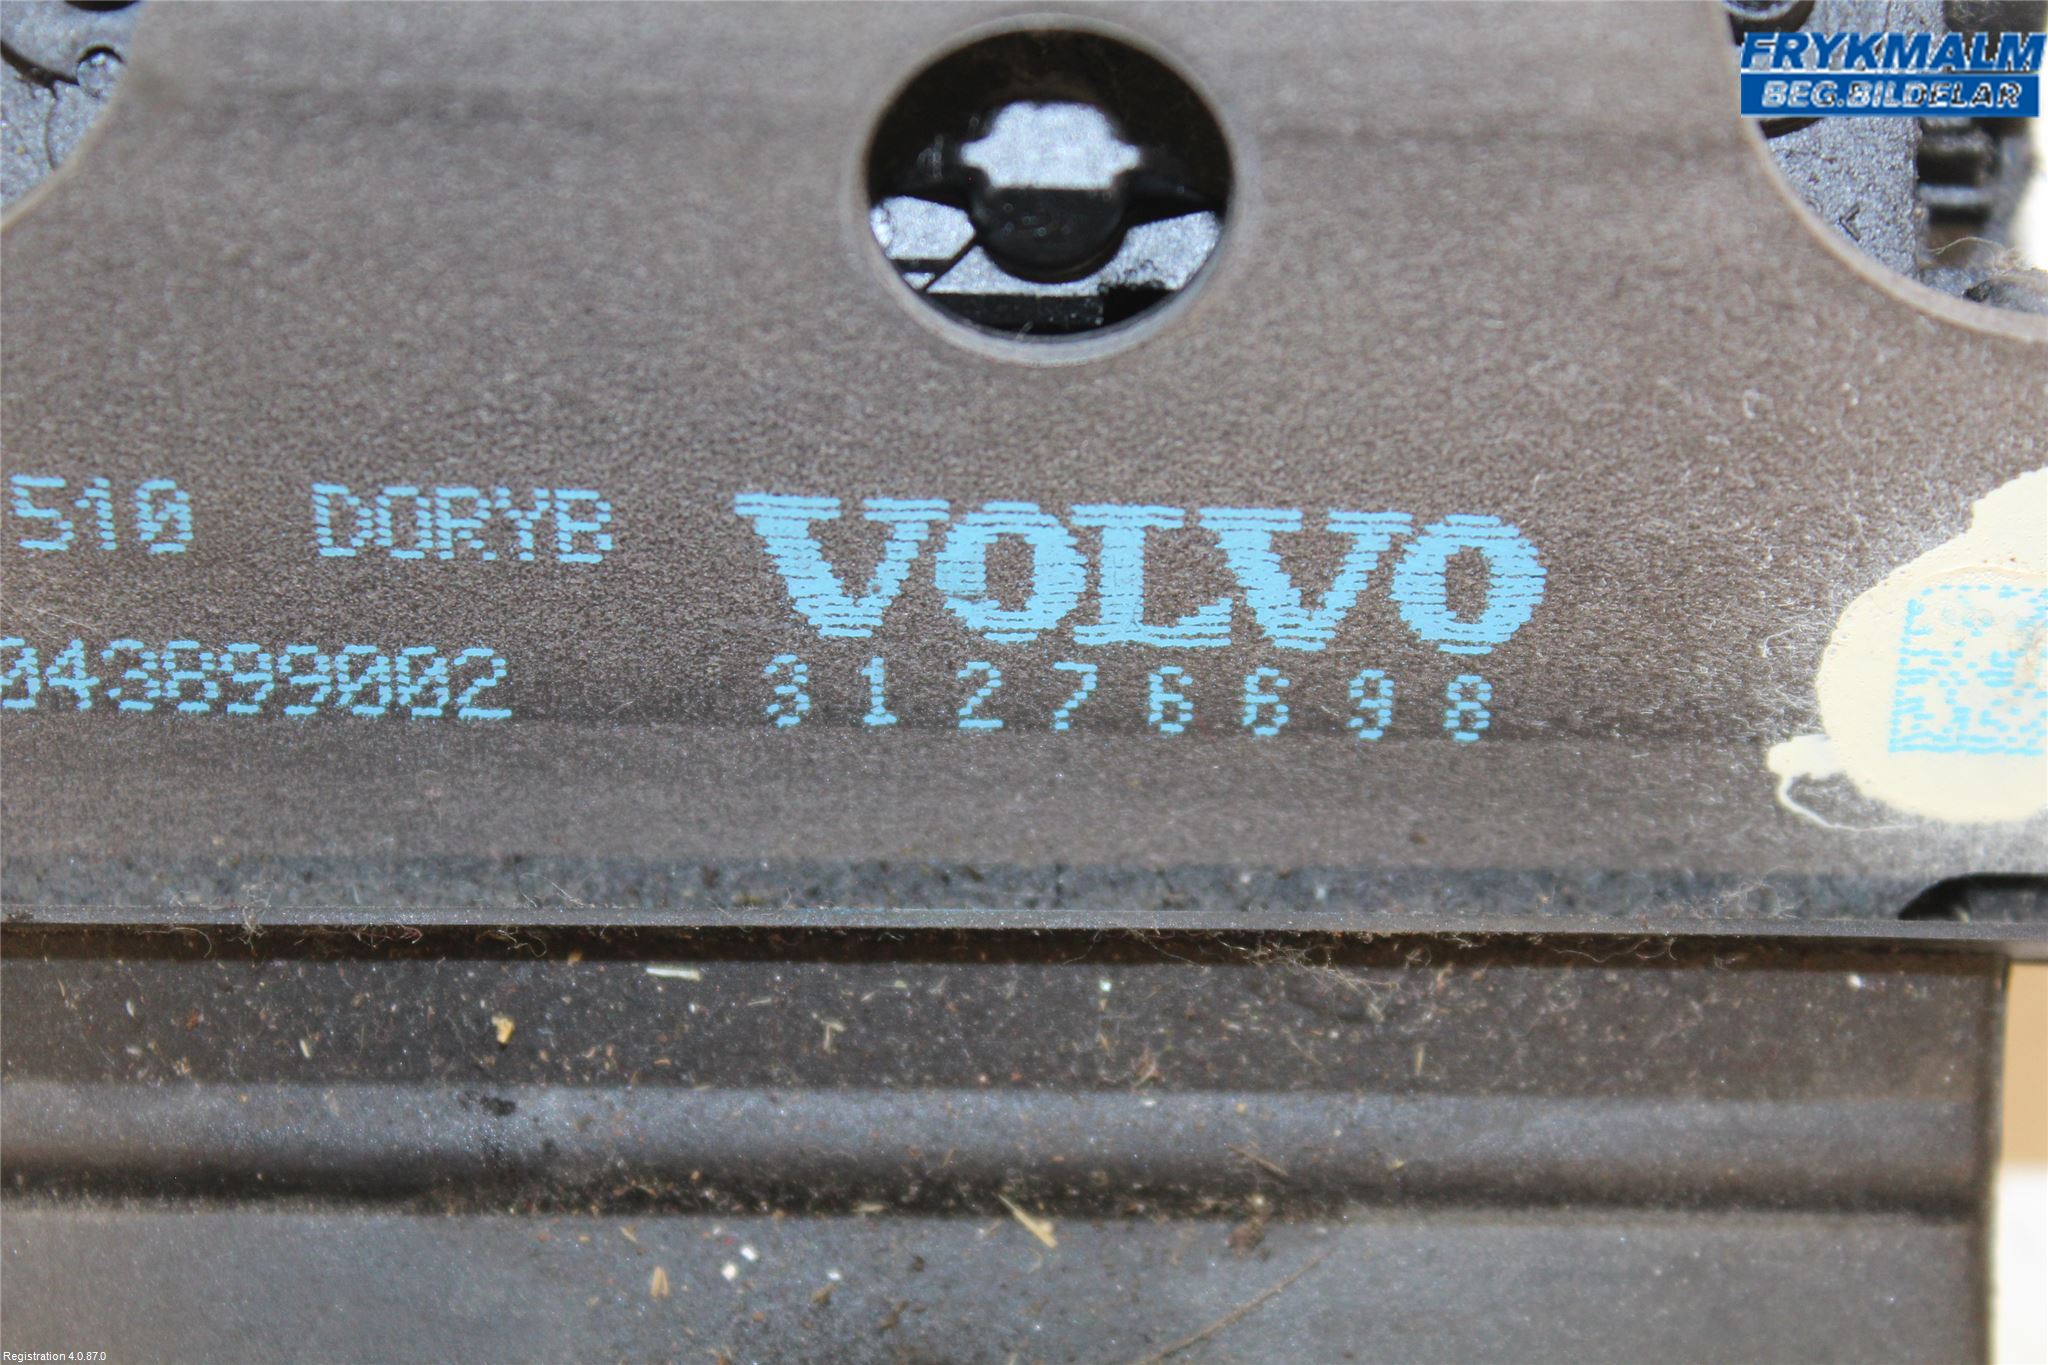 FRYKMALM
BEG.BILDELAR
510 DORYB
VOLVO
043899002
31276698
Registration 4.0.87.0